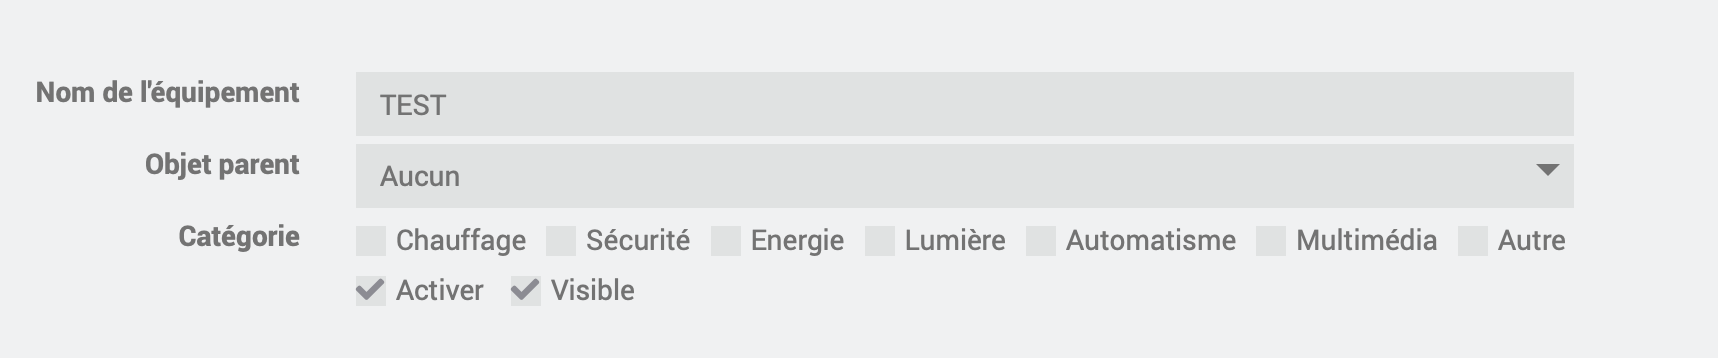 Nom de l'équipement TEST
Objet parent Aucun
Catégorie Chauffage Sécurité Energie Lumière Automatisme Multimédia Autre
Activer Visible